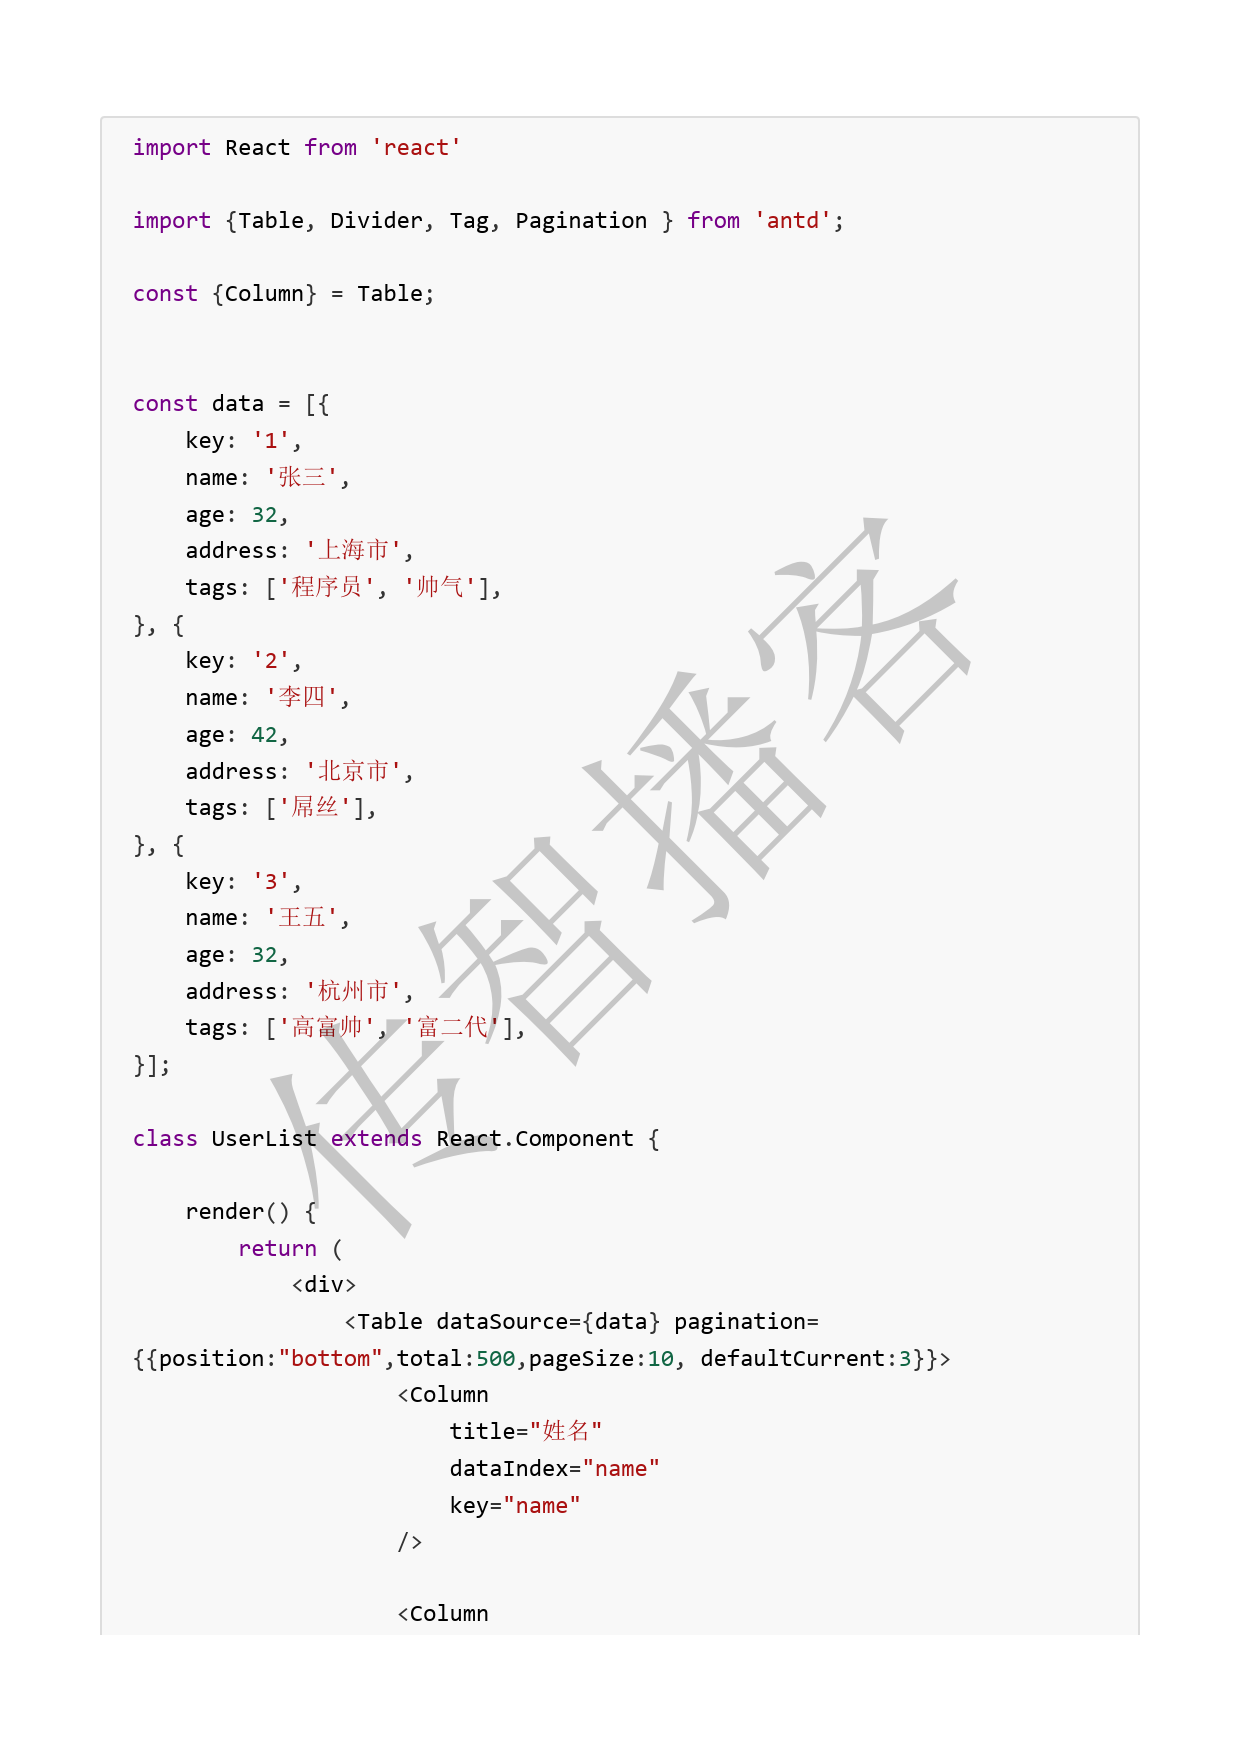 import React from 'react'
import {Table, Divider, Tag, Pagination } from 'antd';
const {Column} = Table;
const data = [{
    key: '1',
    name: '张三',
    age: 32,
    address: '上海市',
    tags: ['程序员', '帅气'],
}, {
    key: '2',
    name: '李四',
    age: 42,
    address: '北京市',
    tags: ['屌丝'],
}, {
    key: '3',
    name: '王五',
    age: 32,
    address: '杭州市',
    tags: ['高富帅', '富二代'],
}];
class UserList extends React.Component {
    render() {
        return (
            <div>
                <Table dataSource={data} pagination=
{{position:"bottom",total:500,pageSize:10, defaultCurrent:3}}>
                    <Column
                        title="姓名"
                        dataIndex="name"
                        key="name"
                    />
                    <Column
传智播客